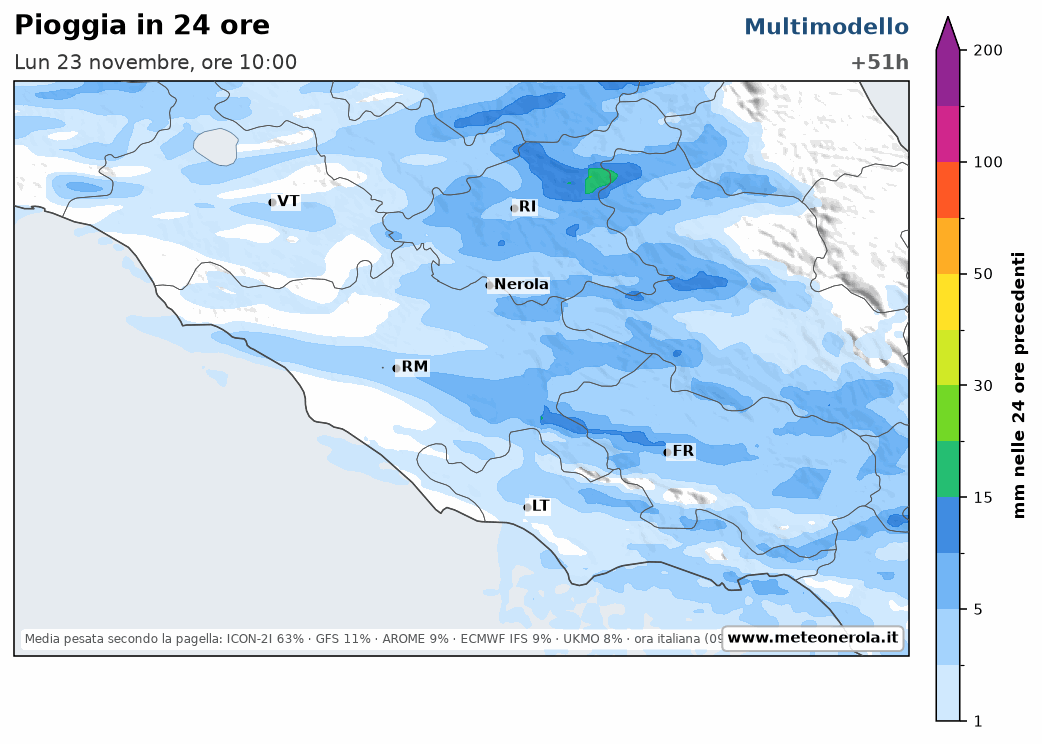 Pioggia in 24 ore
Multimodello
Lun 23 novembre, ore 10:00
+51h
VT
RI
Nerola
RM
FR
LT
Media pesata secondo la pagella: ICON-2I 63% · GFS 11% · AROME 9% · ECMWF IFS 9% · UKMO 8% · ora italiana (09
www.meteonerola.it
200
100
50
30
15
5
1
mm nelle 24 ore precedenti